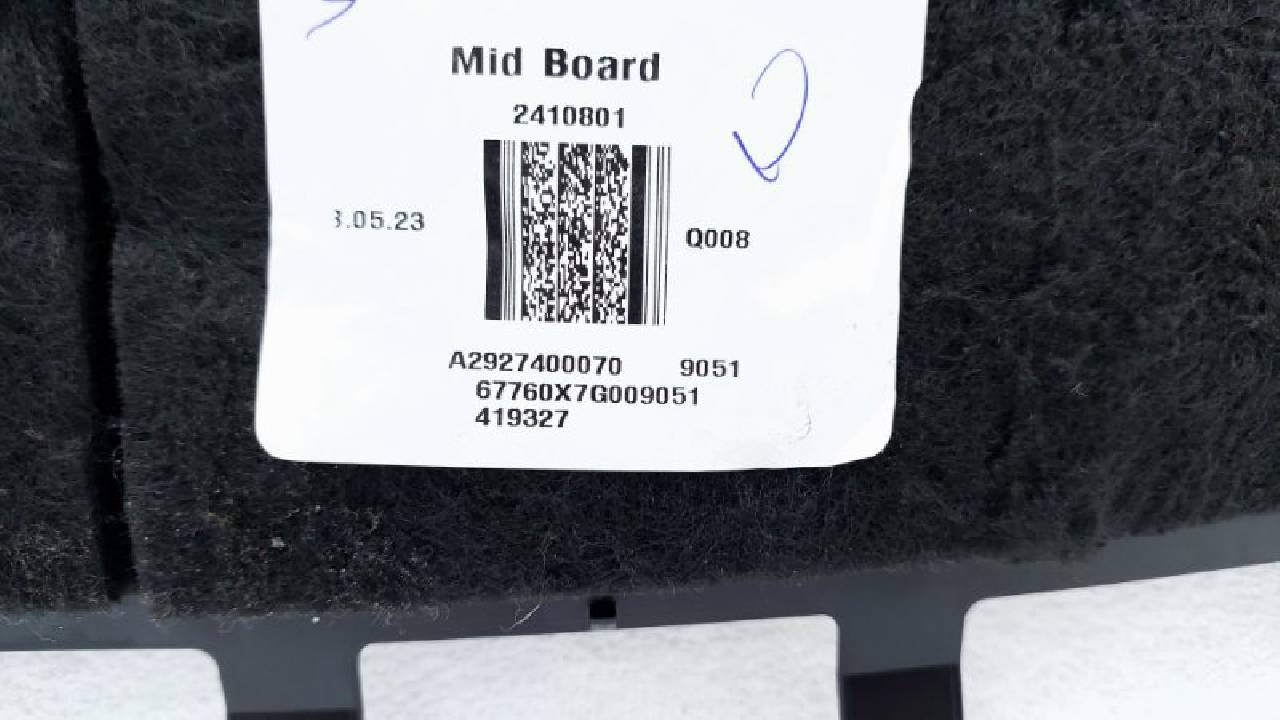 Mid Board
2410801
.05.23
Q008
A2927400070 9051
67760X7G009051
419327